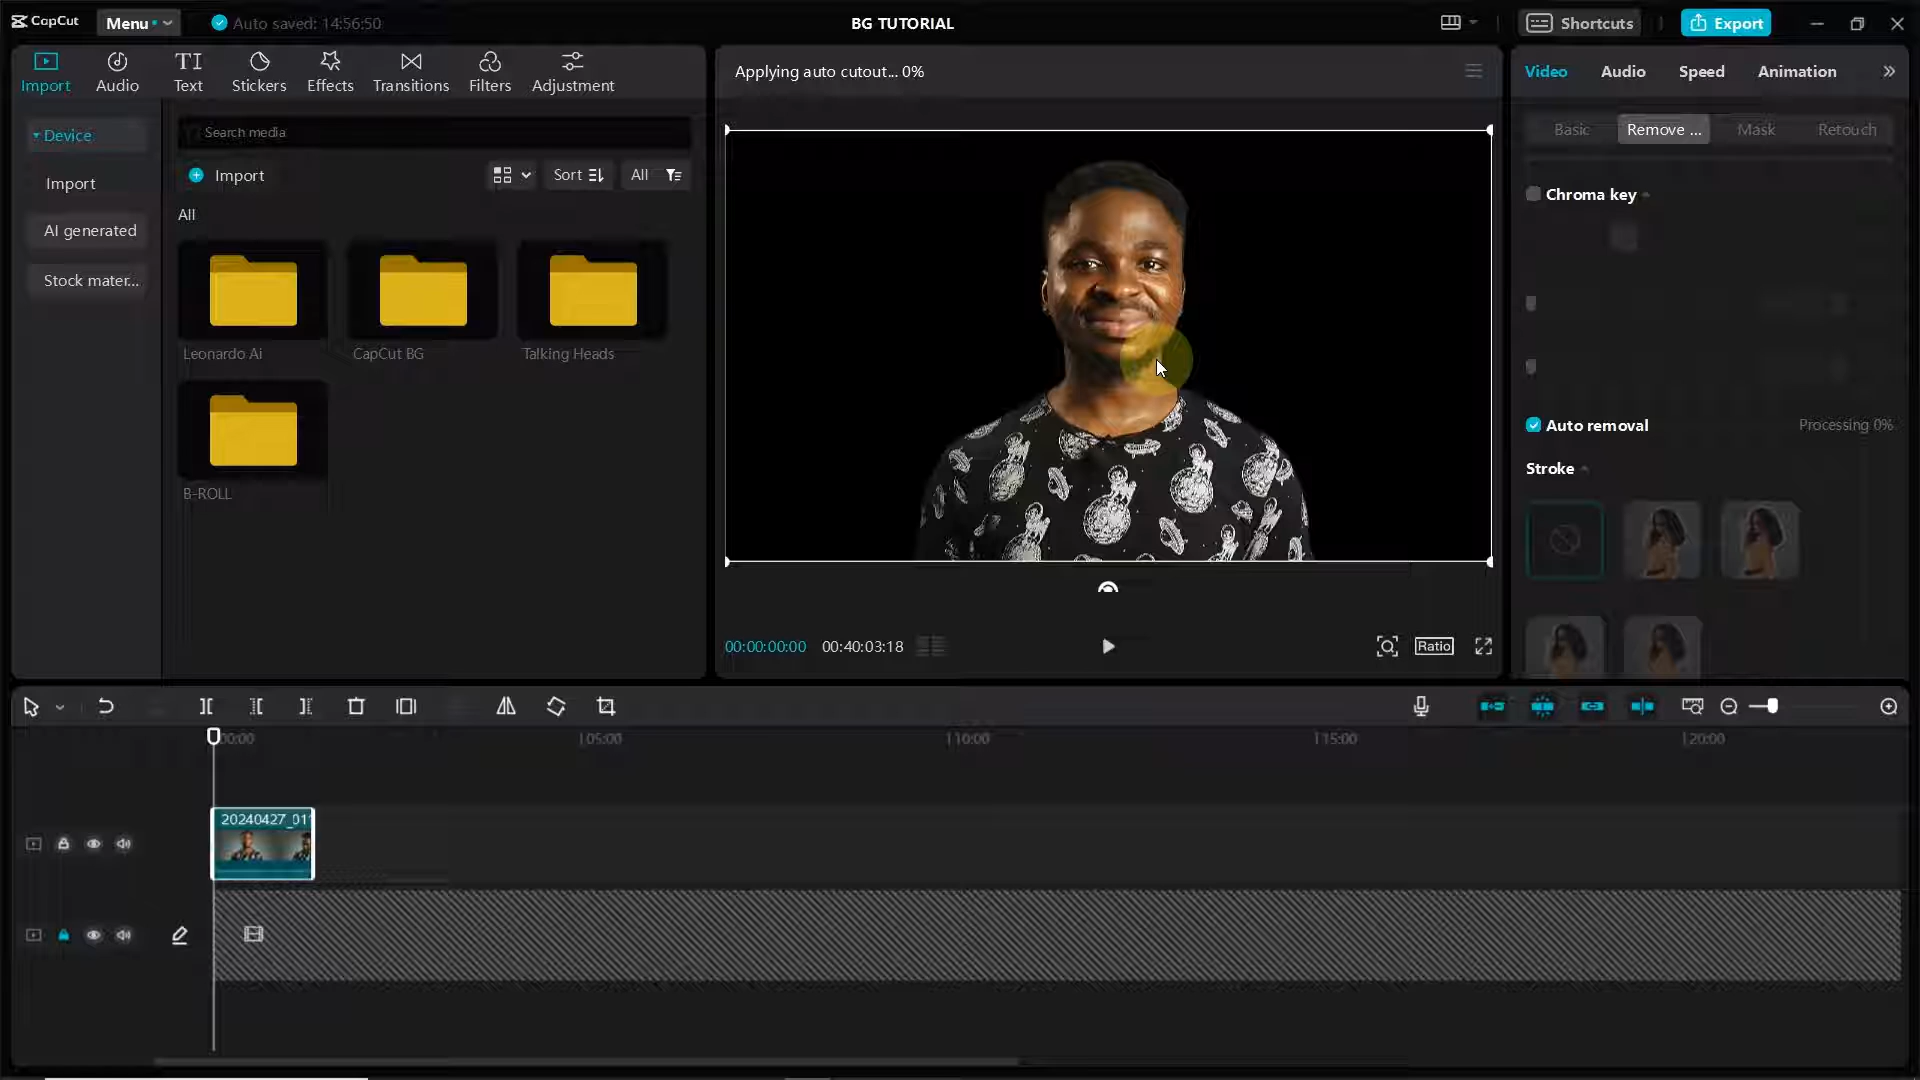 CapCut
Menu
Auto saved: 14:56:50
BG TUTORIAL
Shortcuts
Export
Import
Audio
Text
Stickers
Effects
Transitions
Filters
Adjustment
Device
Import
AI generated
Stock mater...
Search media
Import
Sort
All
All
Leonardo Ai
CapCut BG
Talking Heads
B-ROLL
Applying auto cutout... 0%
00:00:00:00
00:40:03:18
Ratio
Video
Audio
Speed
Animation
Basic
Remove ...
Mask
Retouch
Chroma key
Auto removal
Processing 0%
Stroke
00:00
05:00
10:00
15:00
20:00
20240427_01